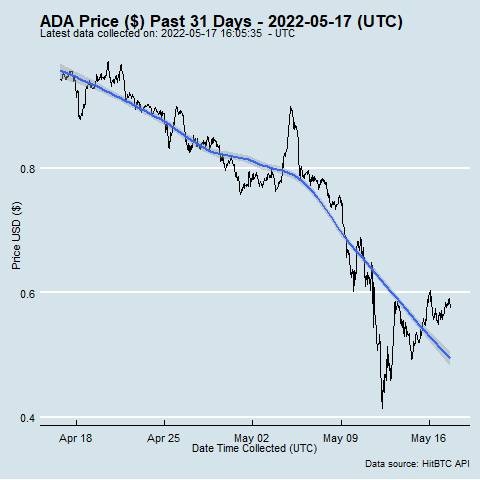 ADA Price ($) Past 31 Days - 2022-05-17 (UTC)
Latest data collected on: 2022-05-17 16:05:35 - UTC
Price USD ($)
0.8
0.6
0.4
Apr 18
Apr 25
May 02
May 09
May 16
Date Time Collected (UTC)
Data source: HitBTC API